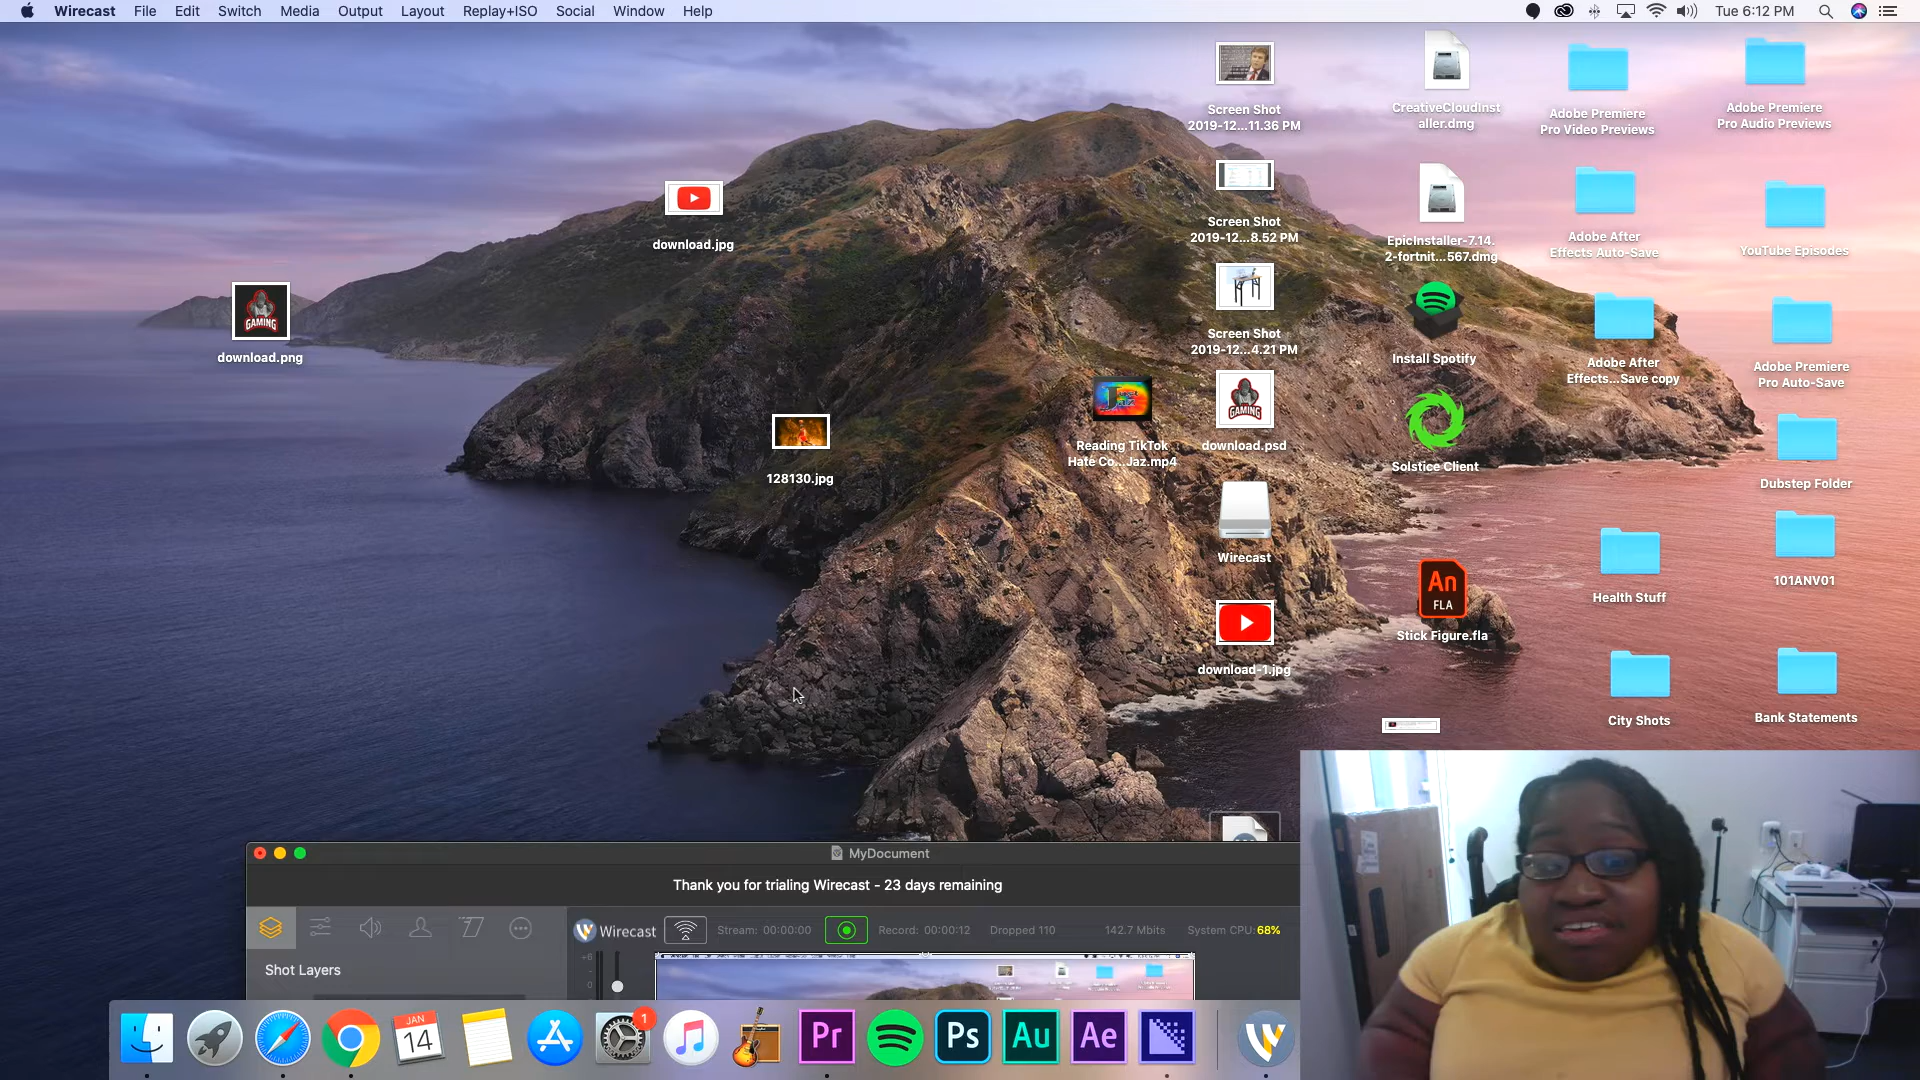 Wirecast File Edit Switch Media Output Layout Replay+ISO Social Window Help Tue 6:12 PM
Screen Shot
2019-12...11.36 PM
CreativeCloudInst
aller.dmg
Adobe Premiere
Pro Video Previews
Adobe Premiere
Pro Audio Previews
download.jpg
Screen Shot
2019-12...8.52 PM
EpicInstaller-7.14.
2-fortnit...567.dmg
Adobe After
Effects Auto-Save
YouTube Episodes
GAMING
download.png
Screen Shot
2019-12...4.21 PM
Install Spotify
Adobe After
Effects...Save copy
Adobe Premiere
Pro Auto-Save
128130.jpg
Reading TikTok
Hate Co...Jaz.mp4
GAMING
download.psd
Solstice Client
Dubstep Folder
Wirecast
An
FLA
Stick Figure.fla
Health Stuff
101ANV01
download-1.jpg
City Shots
Bank Statements
MyDocument
Thank you for trialing Wirecast - 23 days remaining
Wirecast Stream: 00:00:00 Record: 00:00:12 Dropped 110 142.7 Mbits System CPU: 68%
Shot Layers
+6
0
JAN
14
1
Pr
Ps
Au
Ae